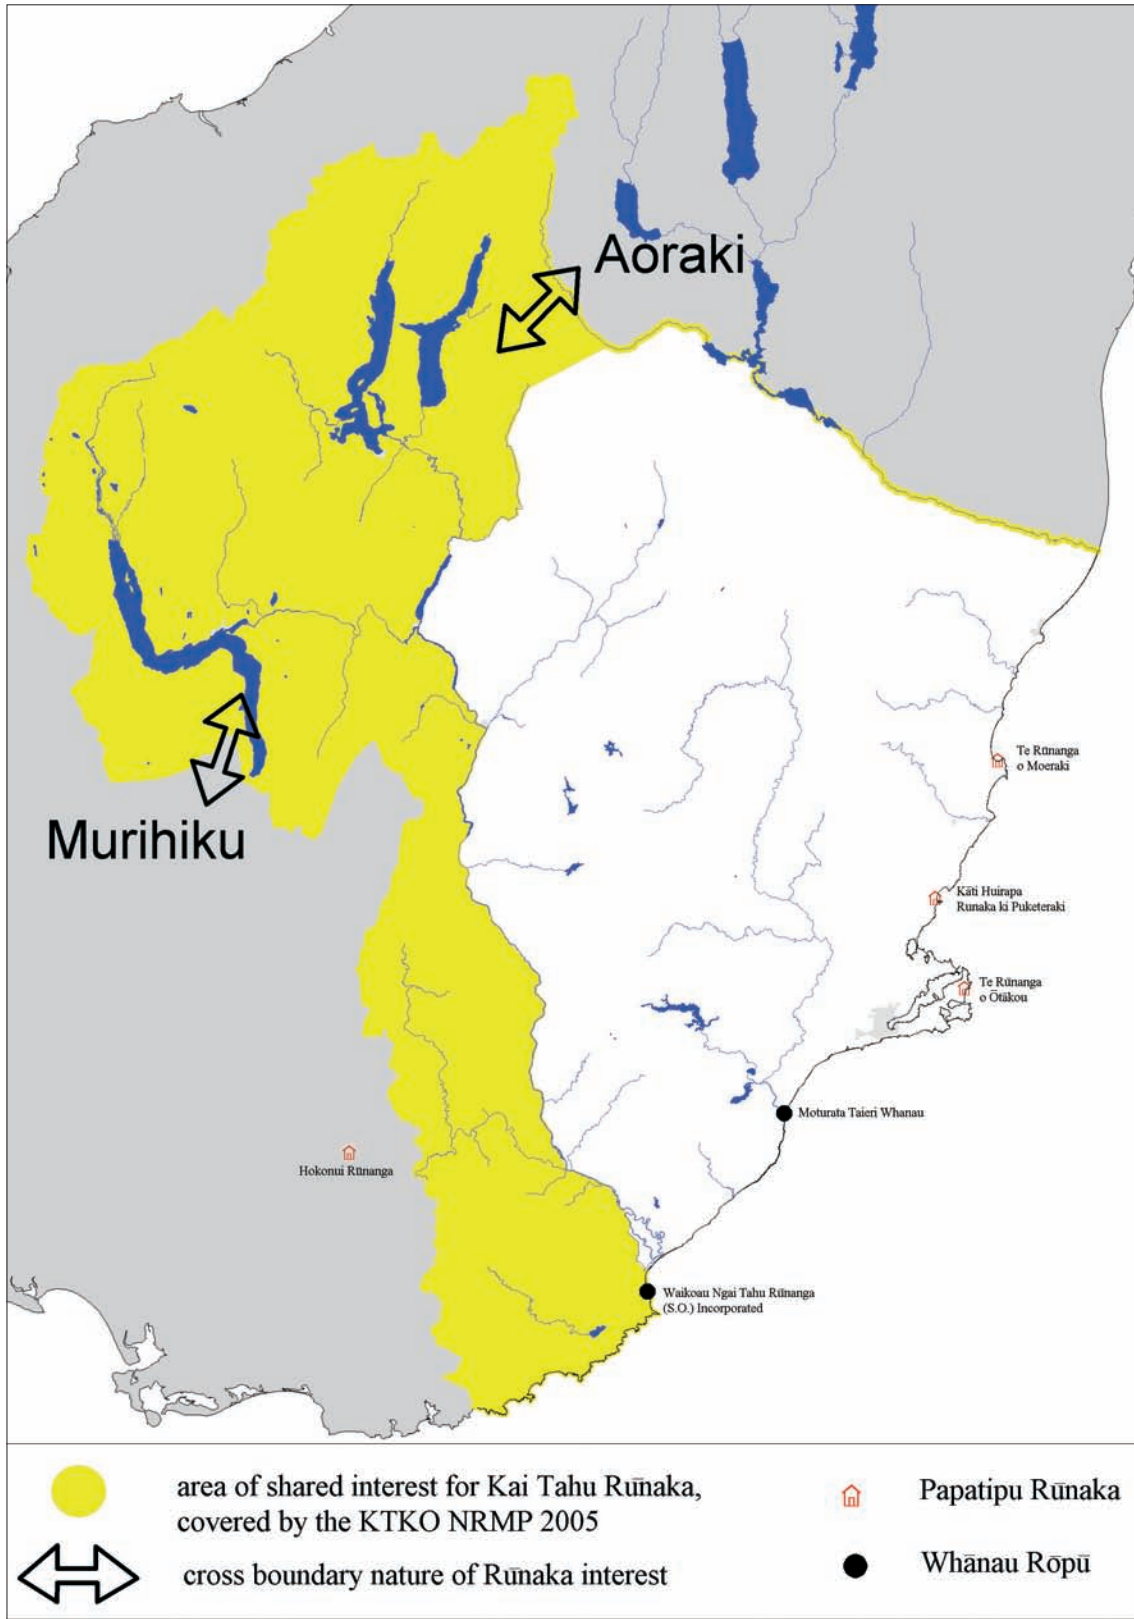 Aoraki
Murihiku
Te Rūnanga
o Moeraki
Kāti Huirapa
Runaka ki Puketeraki
Te Rūnanga
o Ōtākou
Moturata Taieri Whanau
Hokonui Rūnanga
Waikoau Ngai Tahu Rūnanga
(S.O.) Incorporated
area of shared interest for Kai Tahu Rūnaka,
covered by the KTKO NRMP 2005
cross boundary nature of Rūnaka interest
Papatipu Rūnaka
Whānau Rōpū